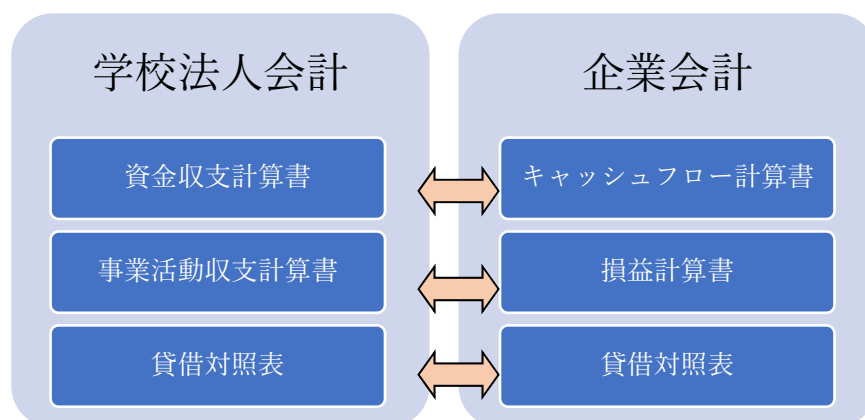 学校法人会計
資金収支計算書
事業活動収支計算書
貸借対照表
企業会計
キャッシュフロー計算書
損益計算書
貸借対照表